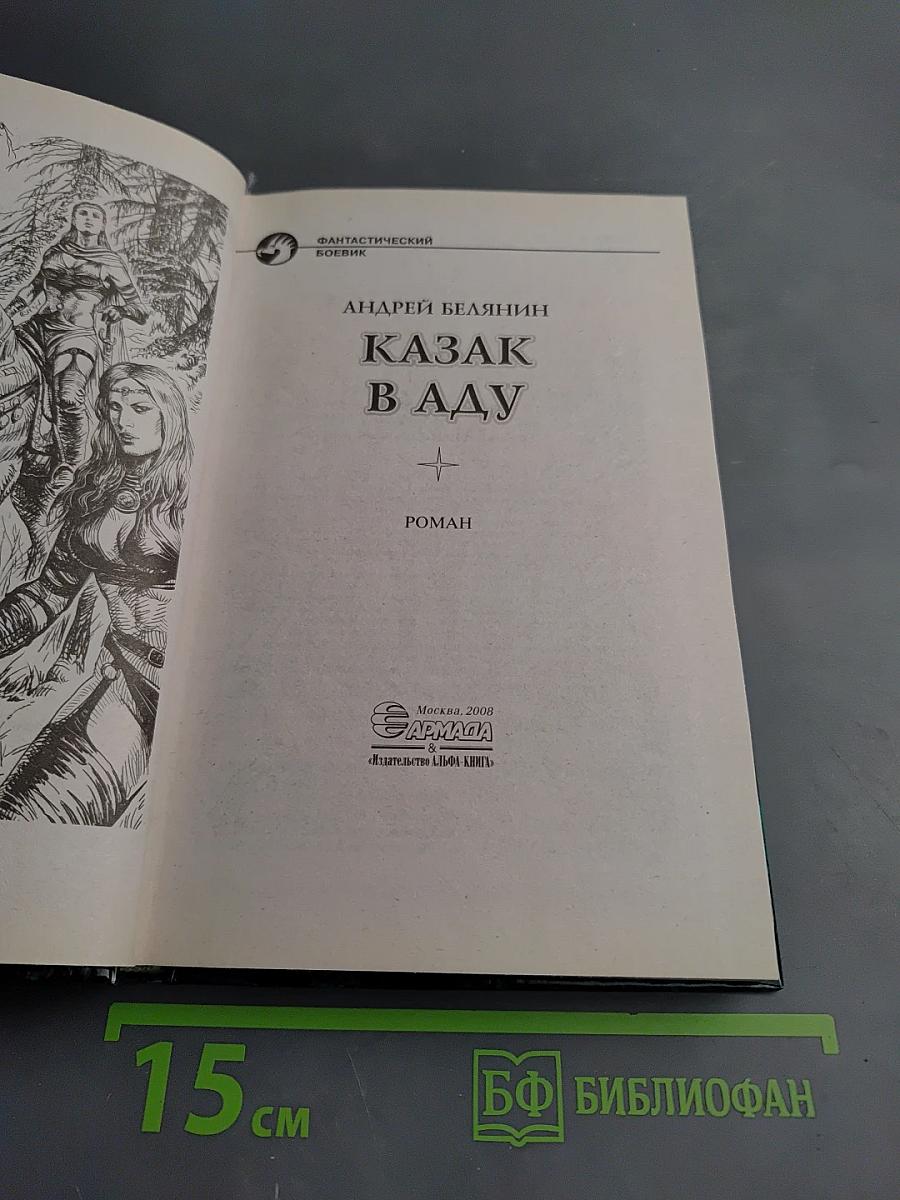 ФАНТАСТИЧЕСКИЙ
БОЕВИК
АНДРЕЙ БЕЛЯНИН
КАЗАК
В АДУ
РОМАН
Москва, 2008
АРМАДА
&
«Издательство АЛЬФА-КНИГА»
15 СМ
БФ БИБЛИОФАН